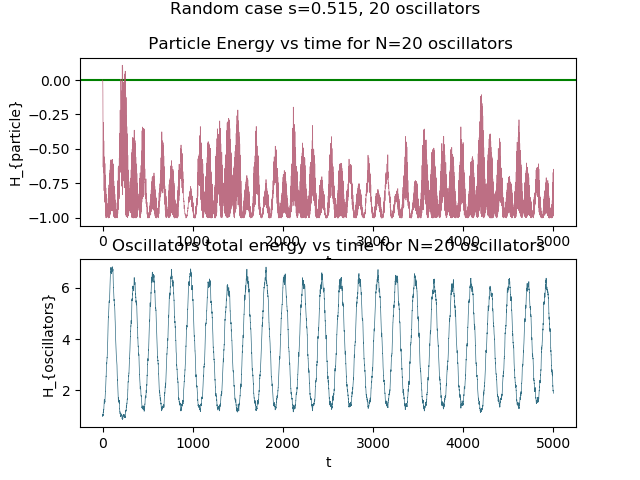 Random case s=0.515, 20 oscillators
Particle Energy vs time for N=20 oscillators
0.00
−0.25
−0.50
−0.75
−1.00
H_{particle}
0 1000 2000 3000 4000 5000
t
Oscillators total energy vs time for N=20 oscillators
6
4
2
H_{oscillators}
0 1000 2000 3000 4000 5000
t